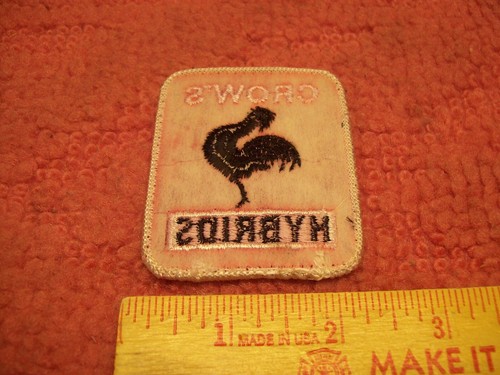 CROW'S
HYBRIDS
1 MADE IN USA 2 3
MAKE IT